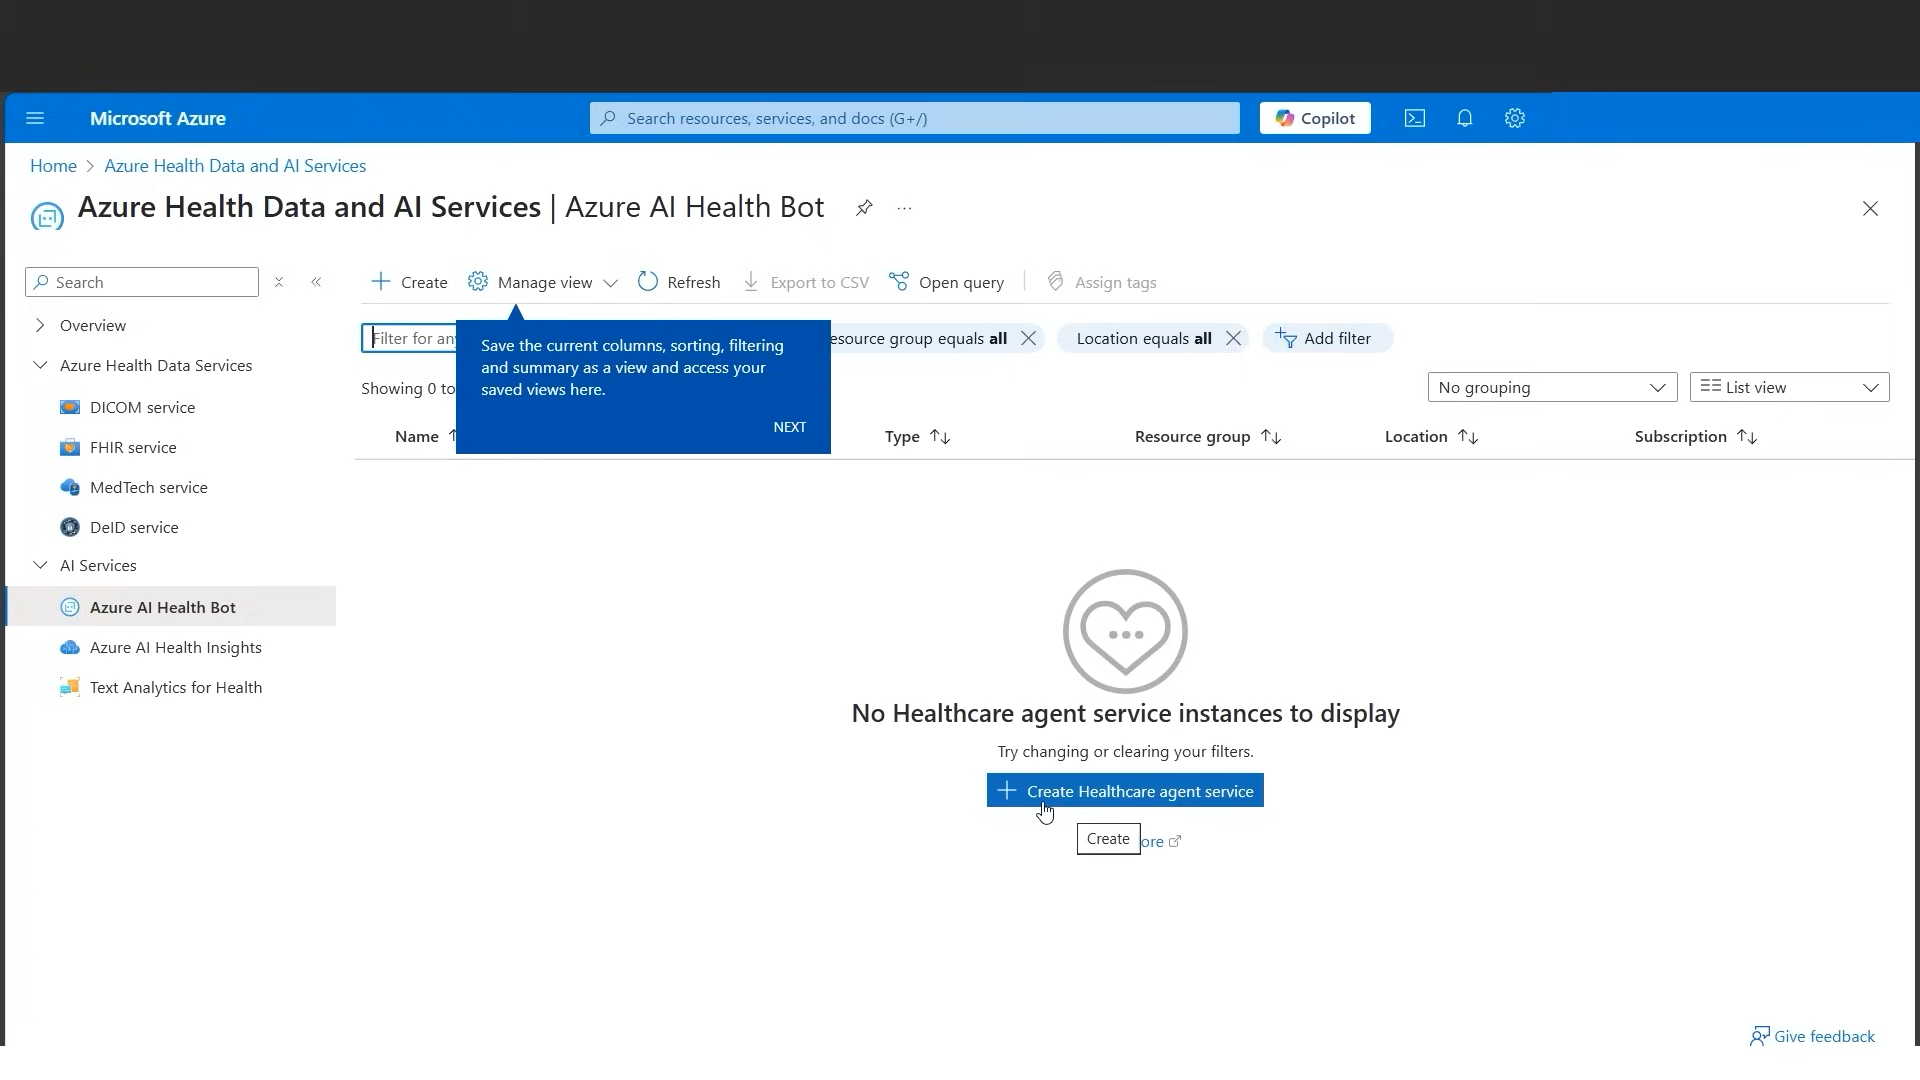 Microsoft Azure
Search resources, services, and docs (G+/)
Copilot
Home > Azure Health Data and AI Services
Azure Health Data and AI Services | Azure AI Health Bot
Search
Create
Manage view
Refresh
Export to CSV
Open query
Assign tags
Overview
Azure Health Data Services
DICOM service
FHIR service
MedTech service
DeID service
AI Services
Azure AI Health Bot
Azure AI Health Insights
Text Analytics for Health
Filter for
Save the current columns, sorting, filtering
and summary as a view and access your
saved views here.
NEXT
group equals all
Location equals all
Add filter
Showing 0 to
No grouping
List view
Name
Type
Resource group
Location
Subscription
No Healthcare agent service instances to display
Try changing or clearing your filters.
Create Healthcare agent service
Create
Give feedback